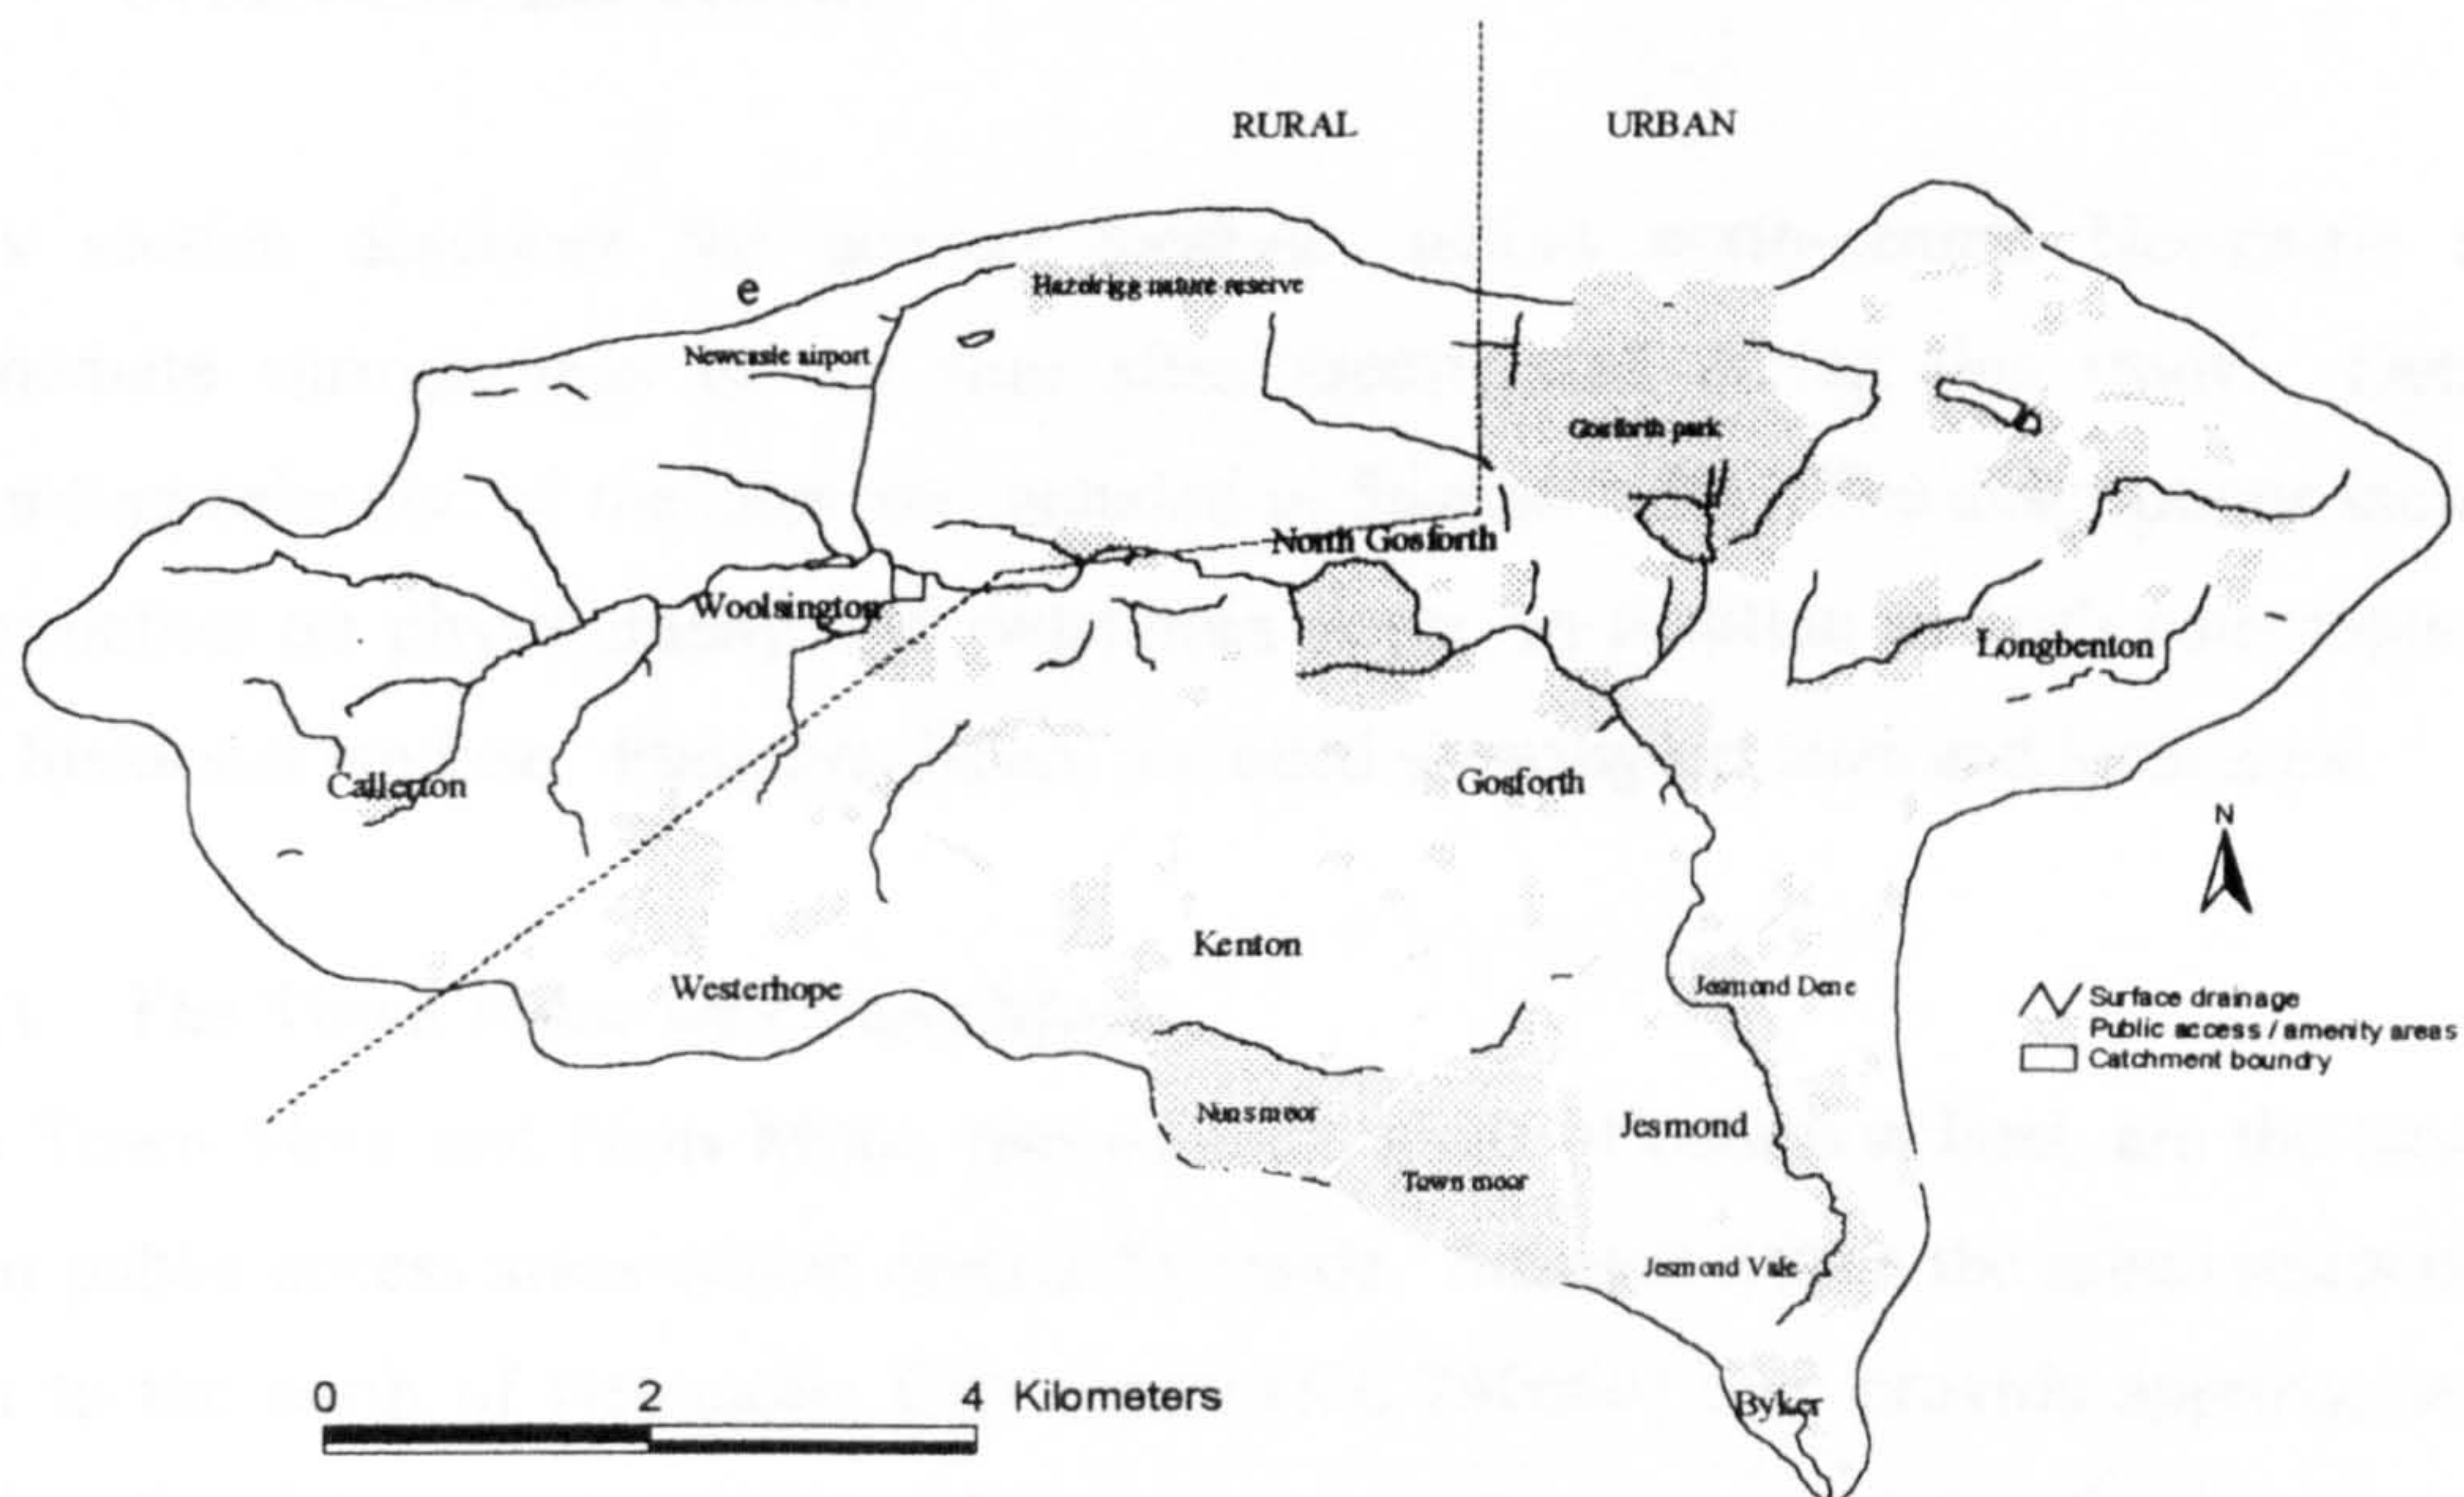 RURAL
URBAN
e
Hazelrigg nature reserve
Newcasle airport
Gosforth park
North Gosforth
Woolsington
Longbenton
Callerton
Gosforth
N
Kenton
Westerhope
Jesmond Dene
Surface drainage
Public access / amenity areas
Catchment boundry
Nunsmoor
Jesmond
Town moor
Jesmond Vale
Byker
0 2 4 Kilometers